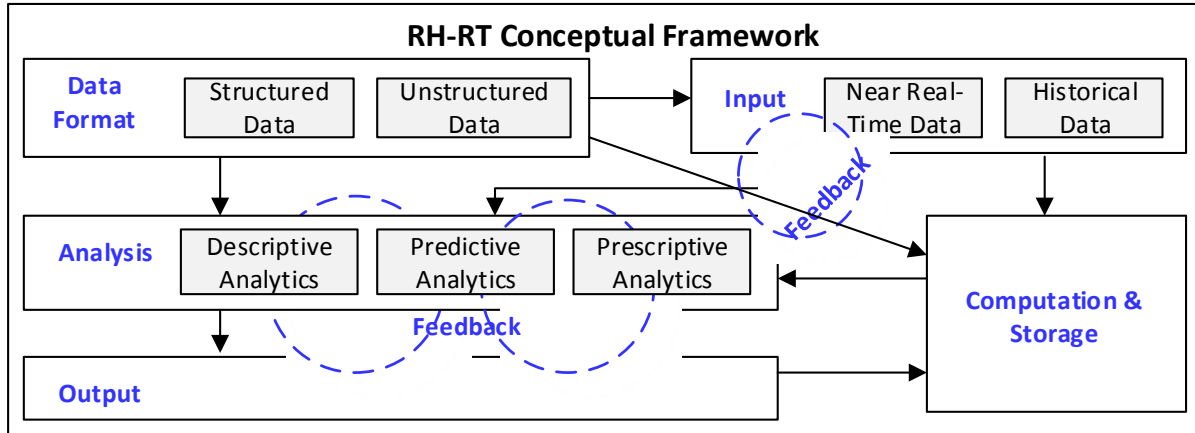 RH-RT Conceptual Framework
Data
Format
Structured
Data
Unstructured
Data
Input
Near Real-
Time Data
Historical
Data
Feedback
Analysis
Descriptive
Analytics
Predictive
Analytics
Prescriptive
Analytics
Feedback
Computation &
Storage
Output